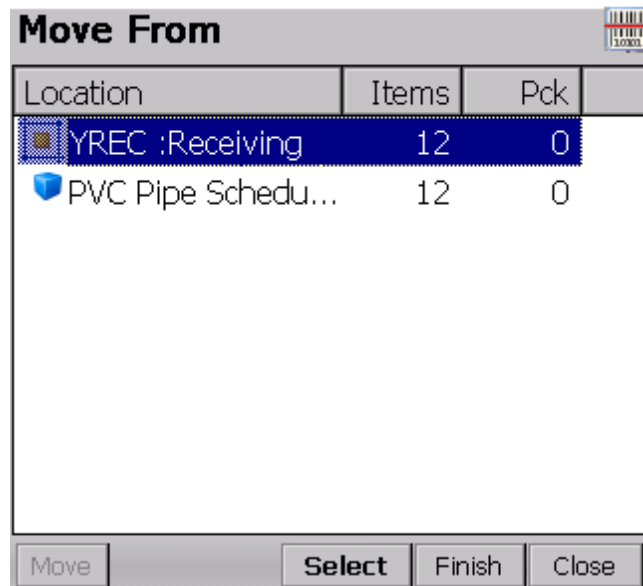 Move From
Location Items Pck
YREC :Receiving 12 0
PVC Pipe Schedu... 12 0
Move Select Finish Close